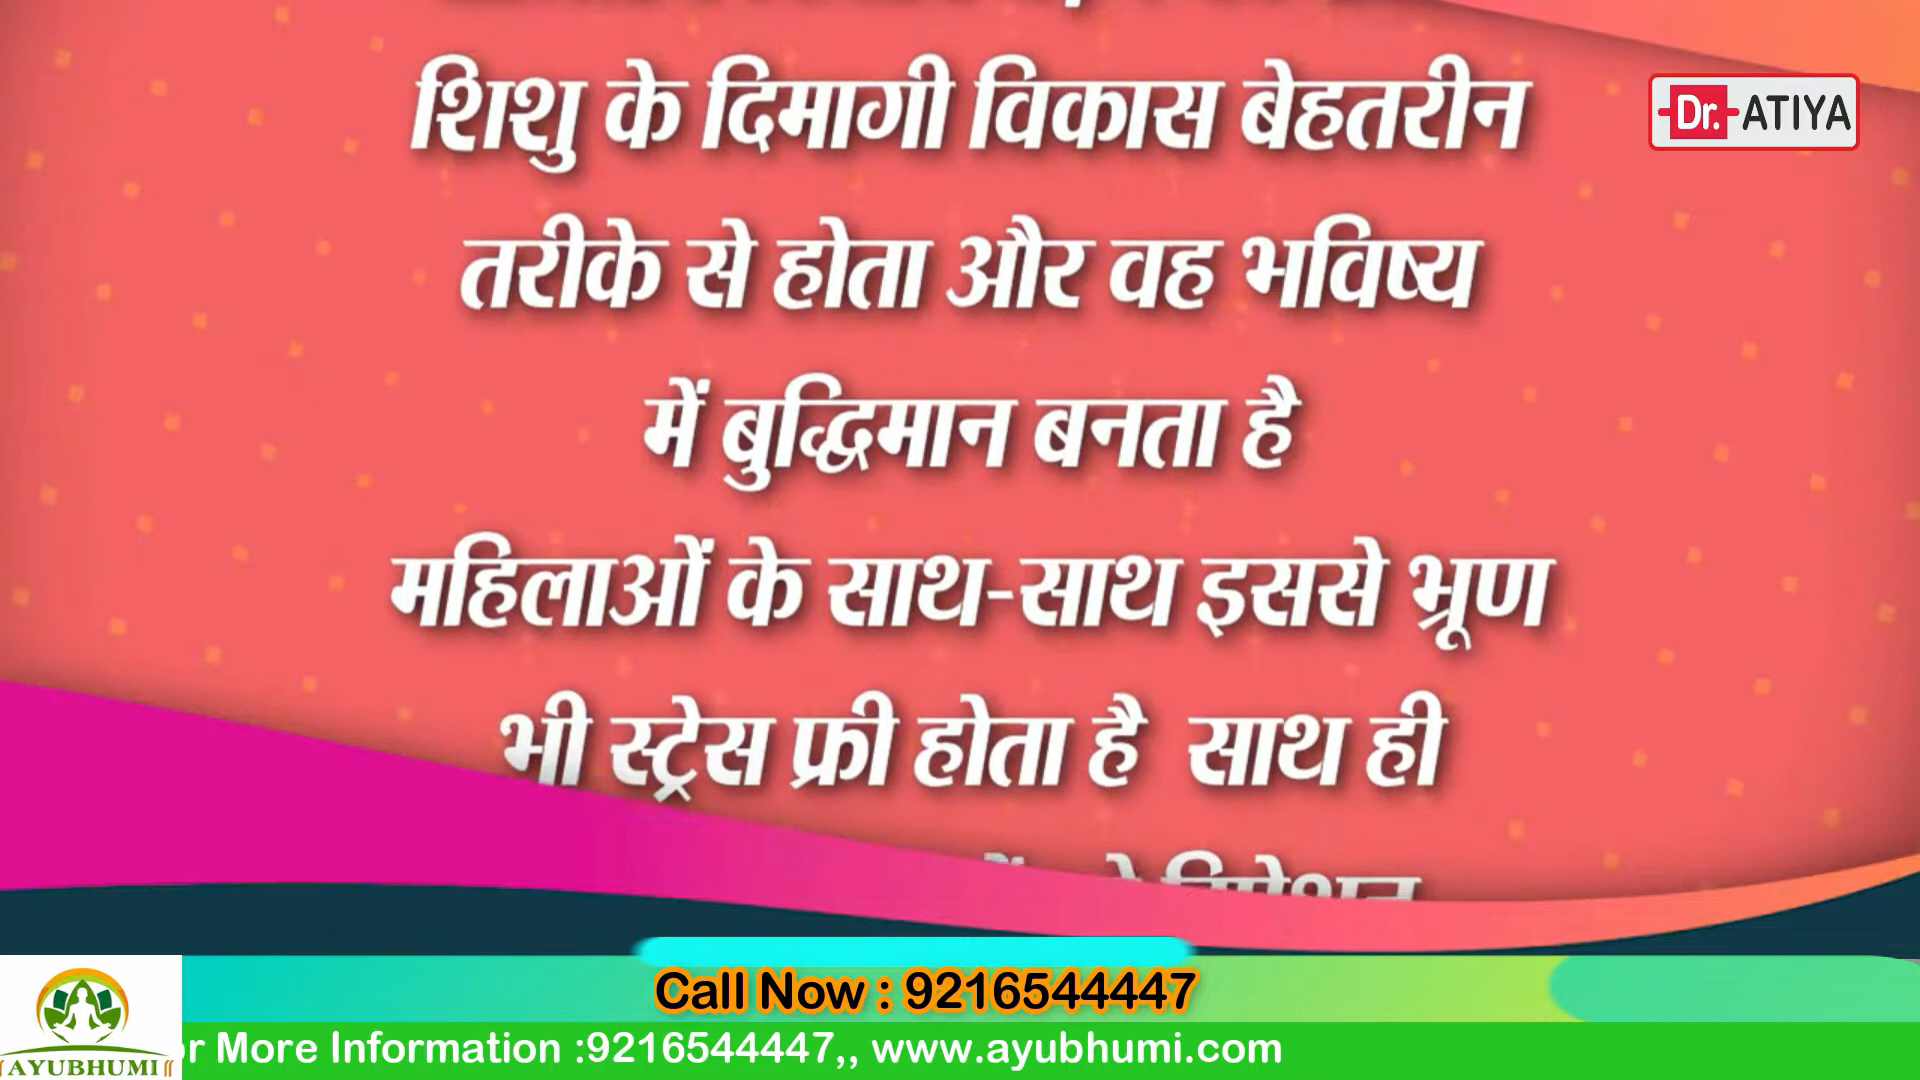 शिशु के दिमागी विकास बेहतरीन
Dr. ATIYA
तरीके से होता और वह भविष्य
में बुद्धिमान बनता है
महिलाओं के साथ-साथ इससे भ्रूण
भी स्ट्रेस फ्री होता है साथ ही
Call Now : 9216544447
r More Information :9216544447,, www.ayubhumi.com
AYUBHUMI